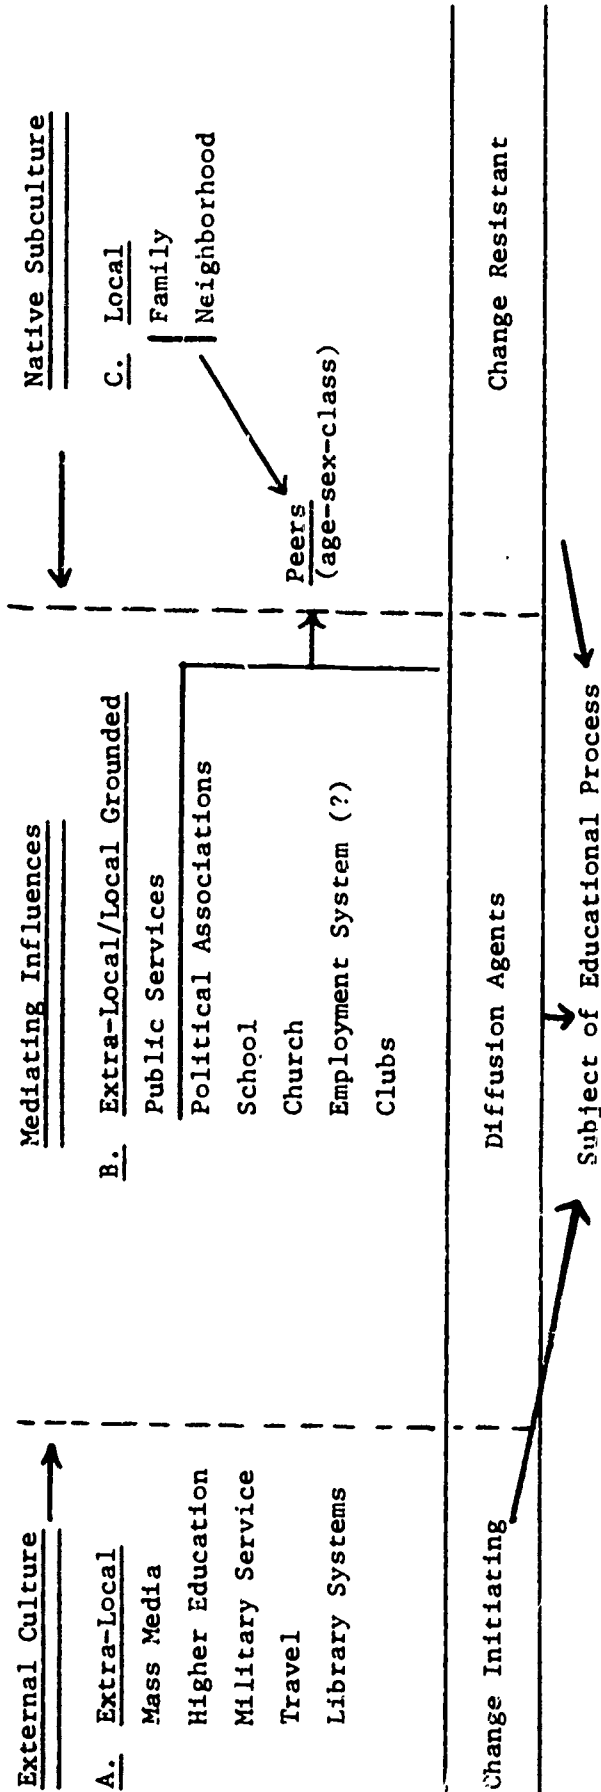 External Culture
A. Extra-Local
Mass Media
Higher Education
Military Service
Travel
Library Systems
Change Initiating
Mediating Influences
B. Extra-Local/Local Grounded
Public Services
Political Associations
School
Church
Employment System (?)
Clubs
Diffusion Agents
Native Subculture
C. Local
Family
Neighborhood
Peers
(age-sex-class)
Change Resistant
Subject of Educational Process